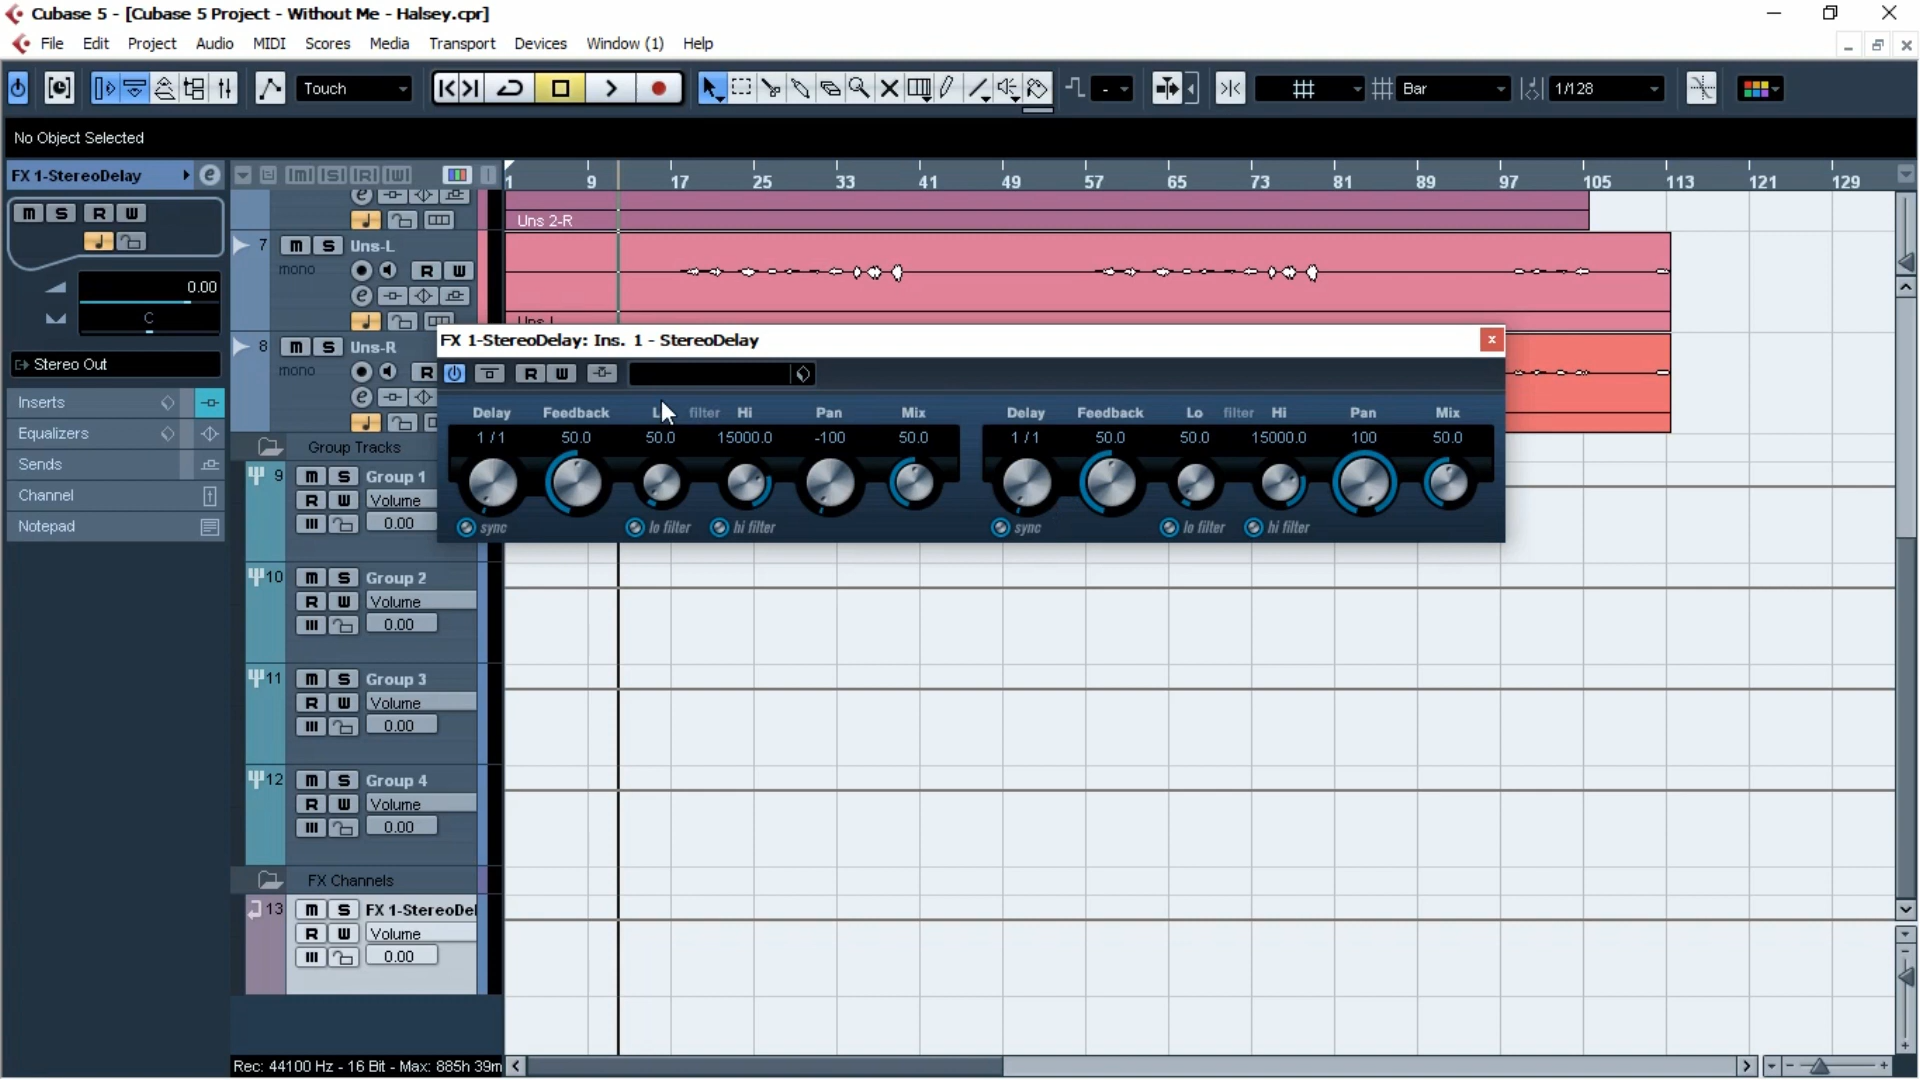 Cubase 5 - [Cubase 5 Project - Without Me - Halsey.cpr]
File Edit Project Audio MIDI Scores Media Transport Devices Window (1) Help
Touch - Bar 1/128
No Object Selected
FX 1-StereoDelay e
1 9 17 25 33 41 49 57 65 73 81 89 97 105 113 121 129
m S R W
Uns 2-R
7 m S Uns-L
mono R W
0.00
C
8 m S Uns-R
mono R
Stereo Out
FX 1-StereoDelay: Ins. 1 - StereoDelay
R W
Inserts
Equalizers
Sends
Channel
Notepad
Delay Feedback L filter Hi Pan Mix Delay Feedback Lo filter Hi Pan Mix
1 / 1 50.0 50.0 15000.0 -100 50.0 1 / 1 50.0 50.0 15000.0 100 50.0
sync lo filter hi filter sync lo filter hi filter
Group Tracks
9 m S Group 1
R W Volume
0.00
10 m S Group 2
R W Volume
0.00
11 m S Group 3
R W Volume
0.00
12 m S Group 4
R W Volume
0.00
FX Channels
13 m S FX 1-StereoDel
R W Volume
0.00
Rec: 44100 Hz - 16 Bit - Max: 885h 39m